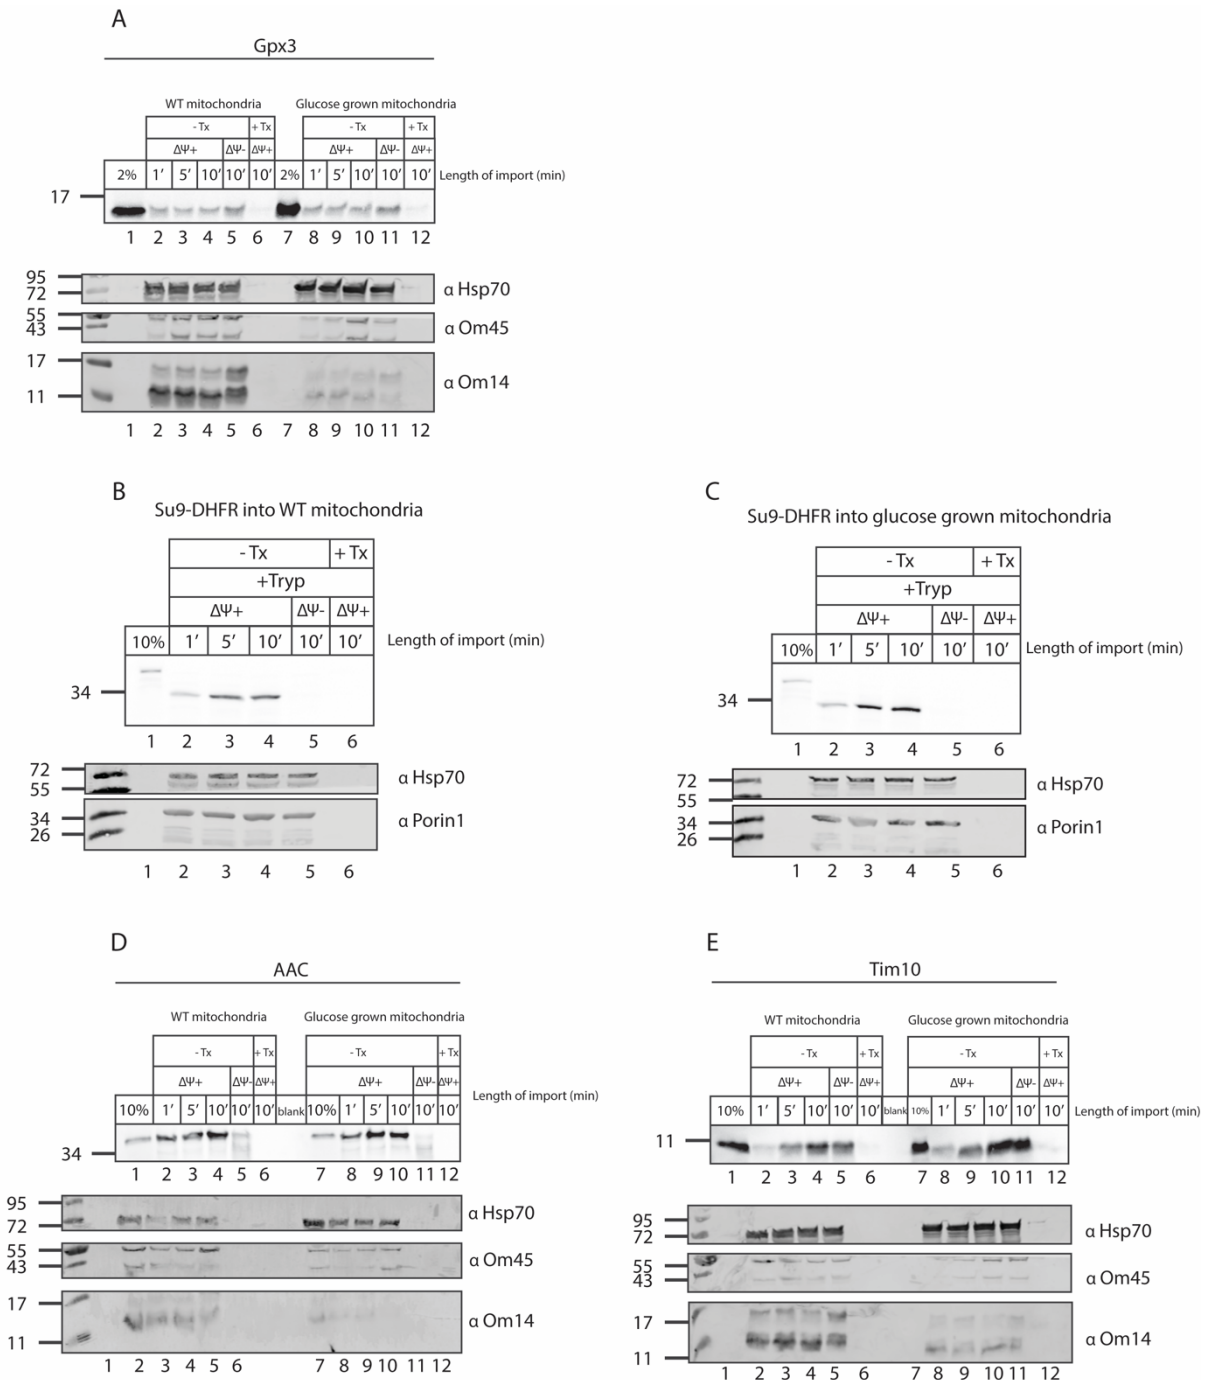 A
Gpx3
WT mitochondria Glucose grown mitochondria
- Tx + Tx - Tx + Tx
ΔΨ+ ΔΨ- ΔΨ+ ΔΨ+ ΔΨ- ΔΨ+
2% 1' 5' 10' 10' 10' 2% 1' 5' 10' 10' 10' Length of import (min)
17
1 2 3 4 5 6 7 8 9 10 11 12
95
72
α Hsp70
55
43
α Om45
17
11
α Om14
1 2 3 4 5 6 7 8 9 10 11 12
B
Su9-DHFR into WT mitochondria
- Tx + Tx
+Tryp
ΔΨ+ ΔΨ- ΔΨ+
10% 1' 5' 10' 10' 10' Length of import (min)
34
1 2 3 4 5 6
72
55
α Hsp70
34
26
α Porin1
1 2 3 4 5 6
C
Su9-DHFR into glucose grown mitochondria
- Tx + Tx
+Tryp
ΔΨ+ ΔΨ- ΔΨ+
10% 1' 5' 10' 10' 10' Length of import (min)
34
1 2 3 4 5 6
72
55
α Hsp70
34
26
α Porin1
1 2 3 4 5 6
D
AAC
WT mitochondria Glucose grown mitochondria
- Tx + Tx - Tx + Tx
ΔΨ+ ΔΨ- ΔΨ+ ΔΨ+ ΔΨ- ΔΨ+
10% 1' 5' 10' 10' 10' blank 10% 1' 5' 10' 10' 10' Length of import (min)
34
1 2 3 4 5 6 7 8 9 10 11 12
95
72
α Hsp70
55
43
α Om45
17
11
α Om14
1 2 3 4 5 6 7 8 9 10 11 12
E
Tim10
WT mitochondria Glucose grown mitochondria
- Tx + Tx - Tx + Tx
ΔΨ+ ΔΨ- ΔΨ+ ΔΨ+ ΔΨ- ΔΨ+
10% 1' 5' 10' 10' 10' blank 10% 1' 5' 10' 10' 10' Length of import (min)
11
1 2 3 4 5 6 7 8 9 10 11 12
95
72
α Hsp70
55
43
α Om45
17
11
α Om14
1 2 3 4 5 6 7 8 9 10 11 12